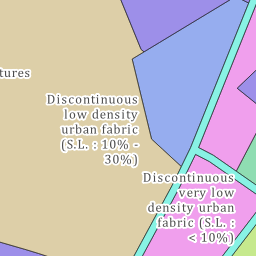 tures
Discontinuous
low density
urban fabric
(S.L. : 10% -
30%)
Discontinuous
very low
density urban
fabric (S.L. :
< 10%)